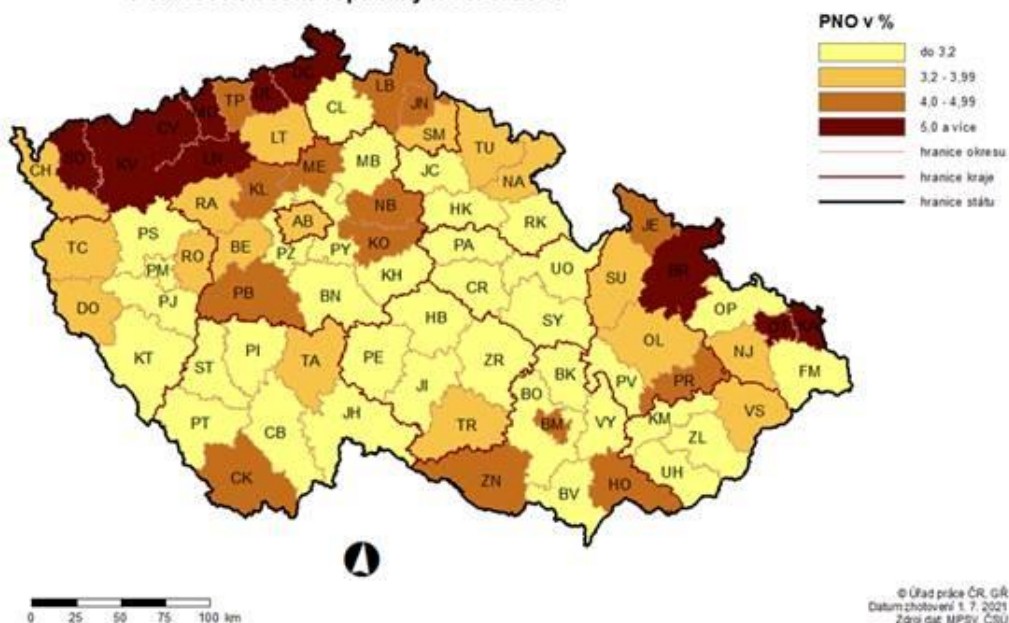 PNO v %
do 3,2
3,2 - 3,99
4,0 - 4,99
5,0 a více
hranice okresu
hranice kraje
hranice státu
DC
LB
TP
UL
JN
CL
MO
CV
LT
SM
TU
SO
KV
LN
ME
MB
JC
NA
CH
KL
RA
NB
HK
RK
AB
JE
TC
PS
BE
PZ
PY
KO
PA
RO
PM
KH
UO
SU
BR
OP
DO
PJ
PB
BN
CR
HB
SY
OL
NJ
KT
ST
PI
TA
PE
ZR
FM
JI
BK
PV
PR
BO
VS
PT
CB
JH
TR
BM
VY
KM
ZL
CK
ZN
BV
HO
UH
0 25 50 75 100 km
© Úřad práce ČR, GŘ
Datum zhotovení 1. 7. 2021
Zdroj dat: MPSV, ČSÚ